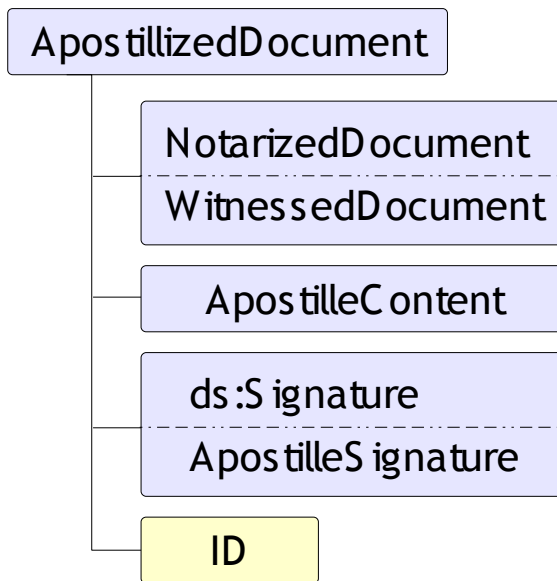 ApostillizedDocument
NotarizedDocument
WitnessedDocument
ApostilleContent
ds:Signature
ApostilleSignature
ID